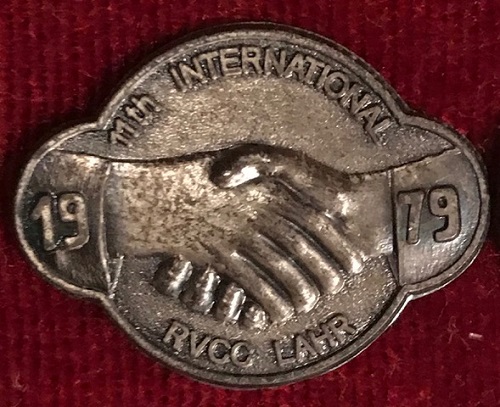 11th INTERNATIONAL
19 79
RVCC LAHR